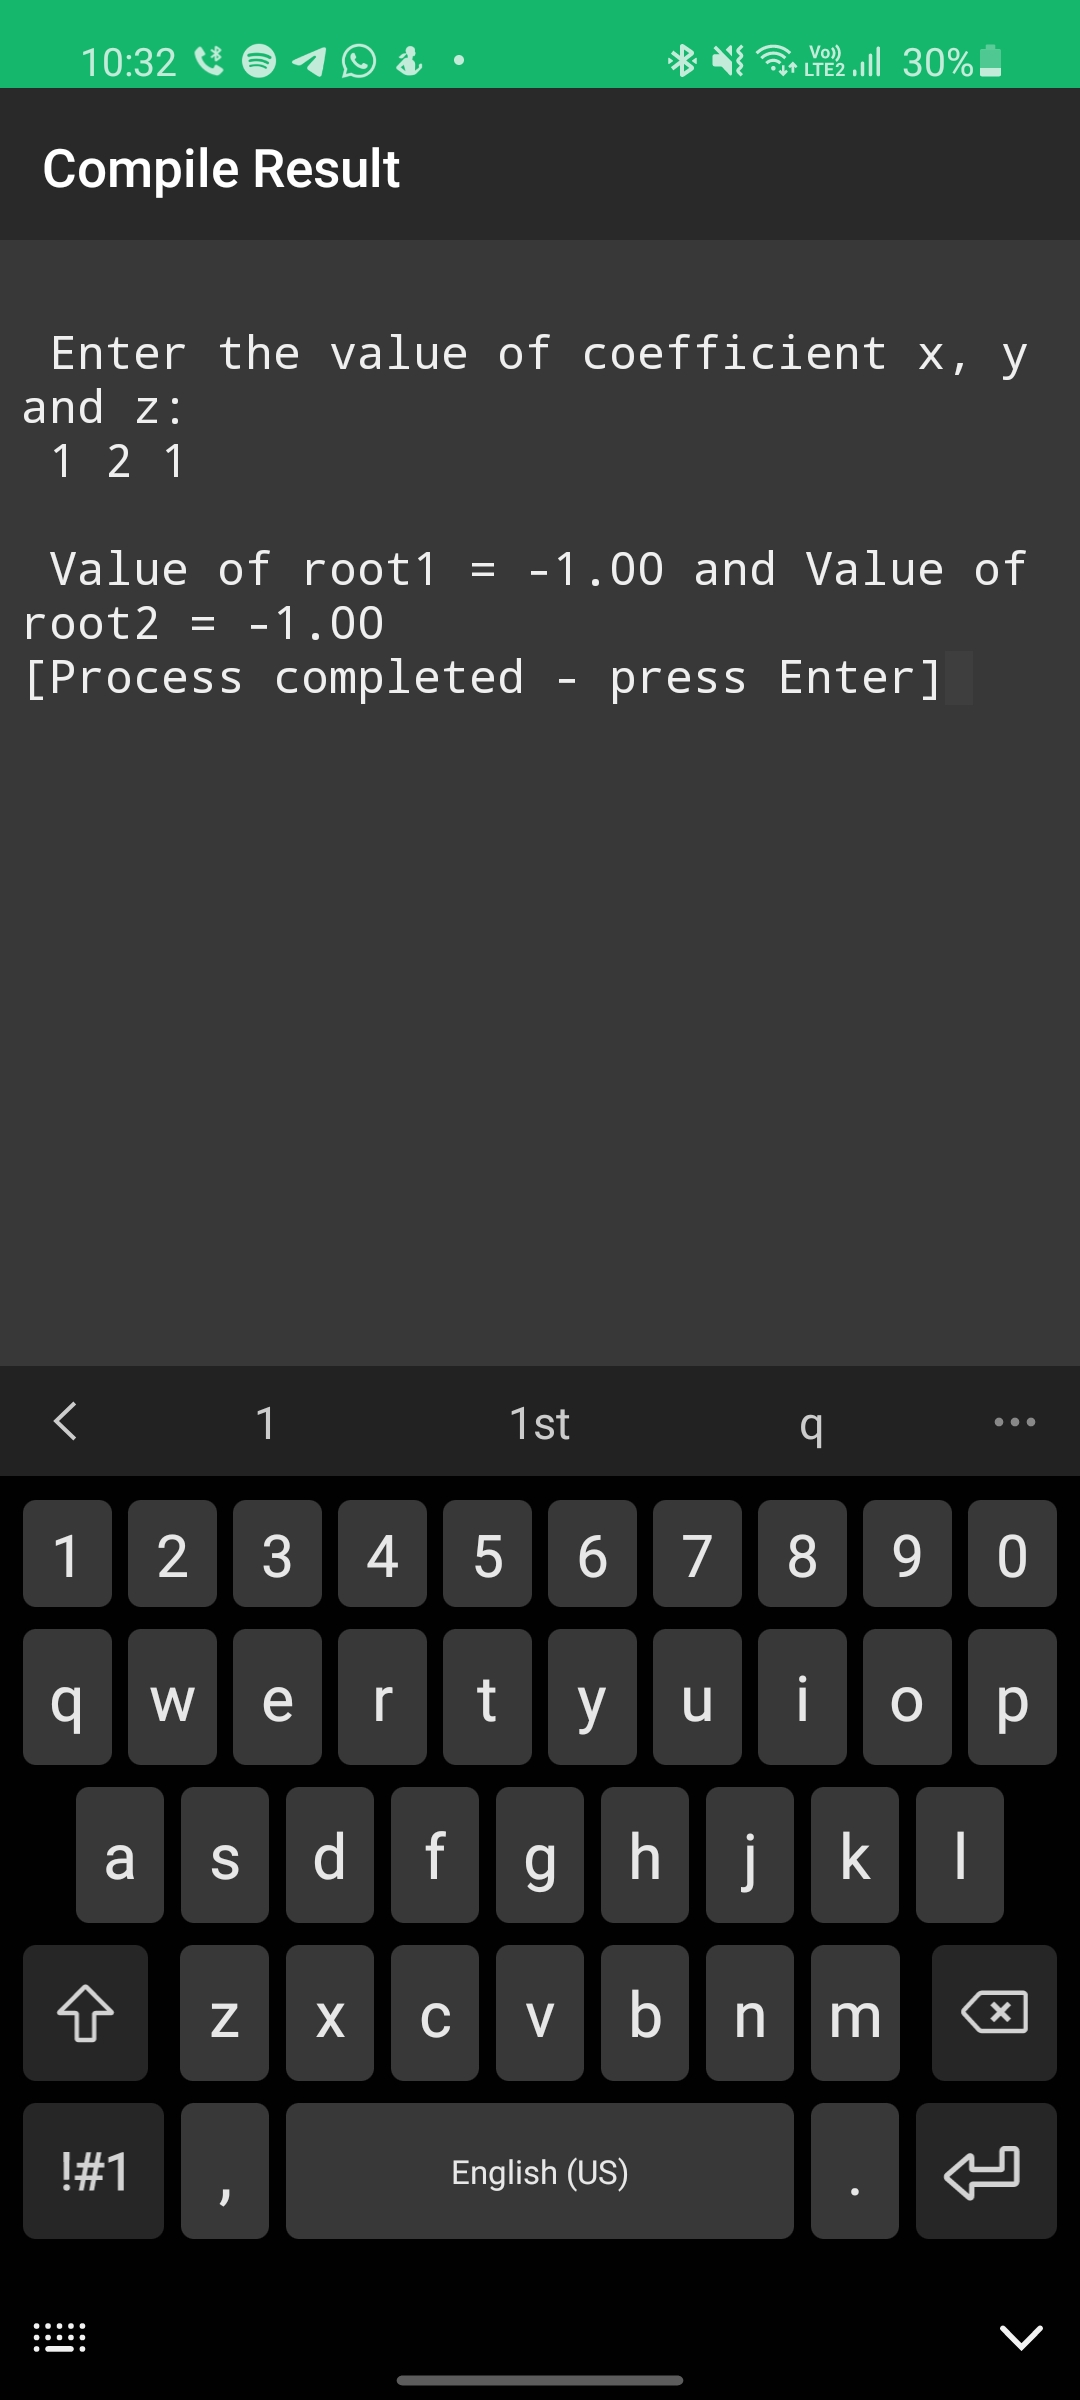 10:32 Vo)) LTE2 30%
Compile Result
Enter the value of coefficient x, y
and z:
1 2 1
Value of root1 = -1.00 and Value of
root2 = -1.00
[Process completed - press Enter]
1 1st q
1 2 3 4 5 6 7 8 9 0
q w e r t y u i o p
a s d f g h j k l
z x c v b n m
!#1 , English (US) .